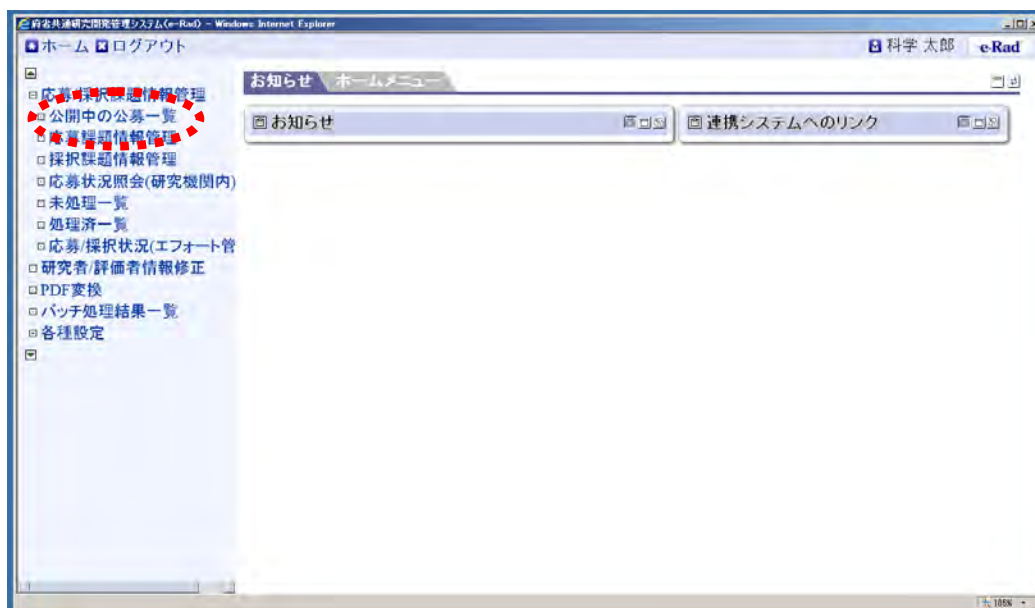 府省共通研究開発管理システム(e-Rad) - Windows Internet Explorer
ホーム ログアウト
科学 太郎 e-Rad
応募/採択課題情報管理
公開中の公募一覧
応募課題情報管理
採択課題情報管理
応募状況照会(研究機関内)
未処理一覧
処理済一覧
応募/採択状況(エフォート管
研究者/評価者情報修正
PDF変換
バッチ処理結果一覧
各種設定
お知らせ ホームメニュー
お知らせ
連携システムへのリンク